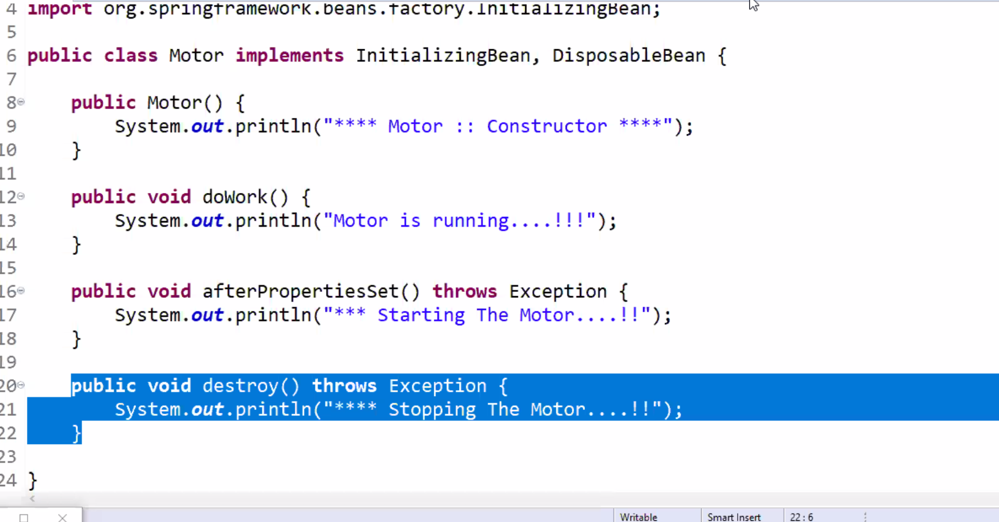 4 import org.springframework.beans.factory.InitializingBean;
5
6 public class Motor implements InitializingBean, DisposableBean {
7
8 public Motor() {
9 System.out.println("**** Motor :: Constructor ****");
10 }
11
12 public void doWork() {
13 System.out.println("Motor is running....!!!");
14 }
15
16 public void afterPropertiesSet() throws Exception {
17 System.out.println("*** Starting The Motor....!!");
18 }
19
20 public void destroy() throws Exception {
21 System.out.println("**** Stopping The Motor....!!");
22 }
23
24 }
Writable Smart Insert 22 : 6